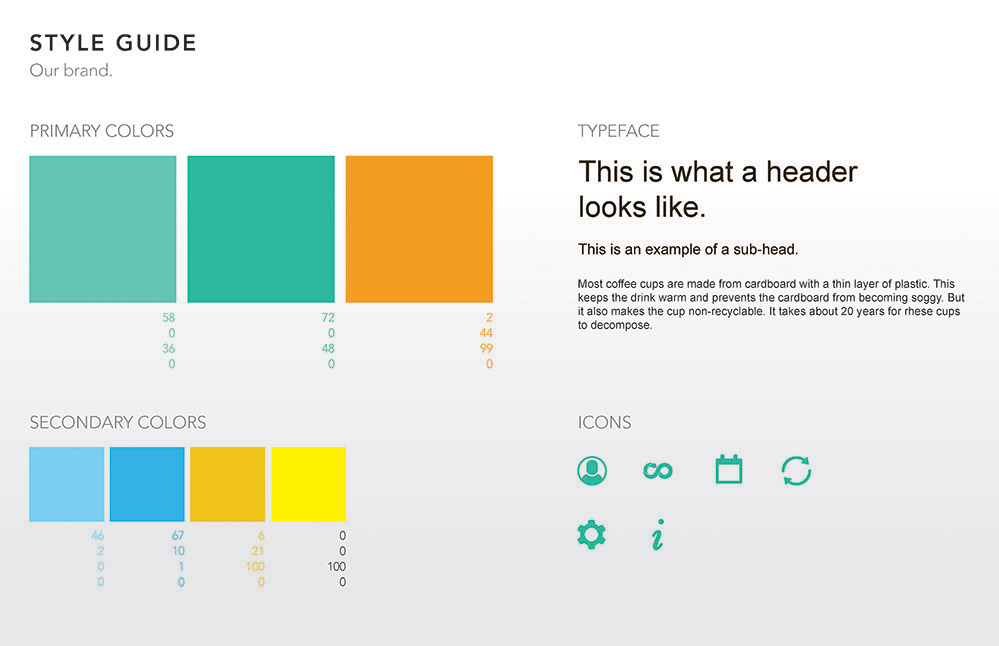 STYLE GUIDE
Our brand.
PRIMARY COLORS
58
0
36
0
72
0
48
0
2
44
99
0
SECONDARY COLORS
46
2
0
0
67
10
1
0
6
21
100
0
0
0
100
0
TYPEFACE
This is what a header
looks like.
This is an example of a sub-head.
Most coffee cups are made from cardboard with a thin layer of plastic. This
keeps the drink warm and prevents the cardboard from becoming soggy. But
it also makes the cup non-recyclable. It takes about 20 years for rhese cups
to decompose.
ICONS